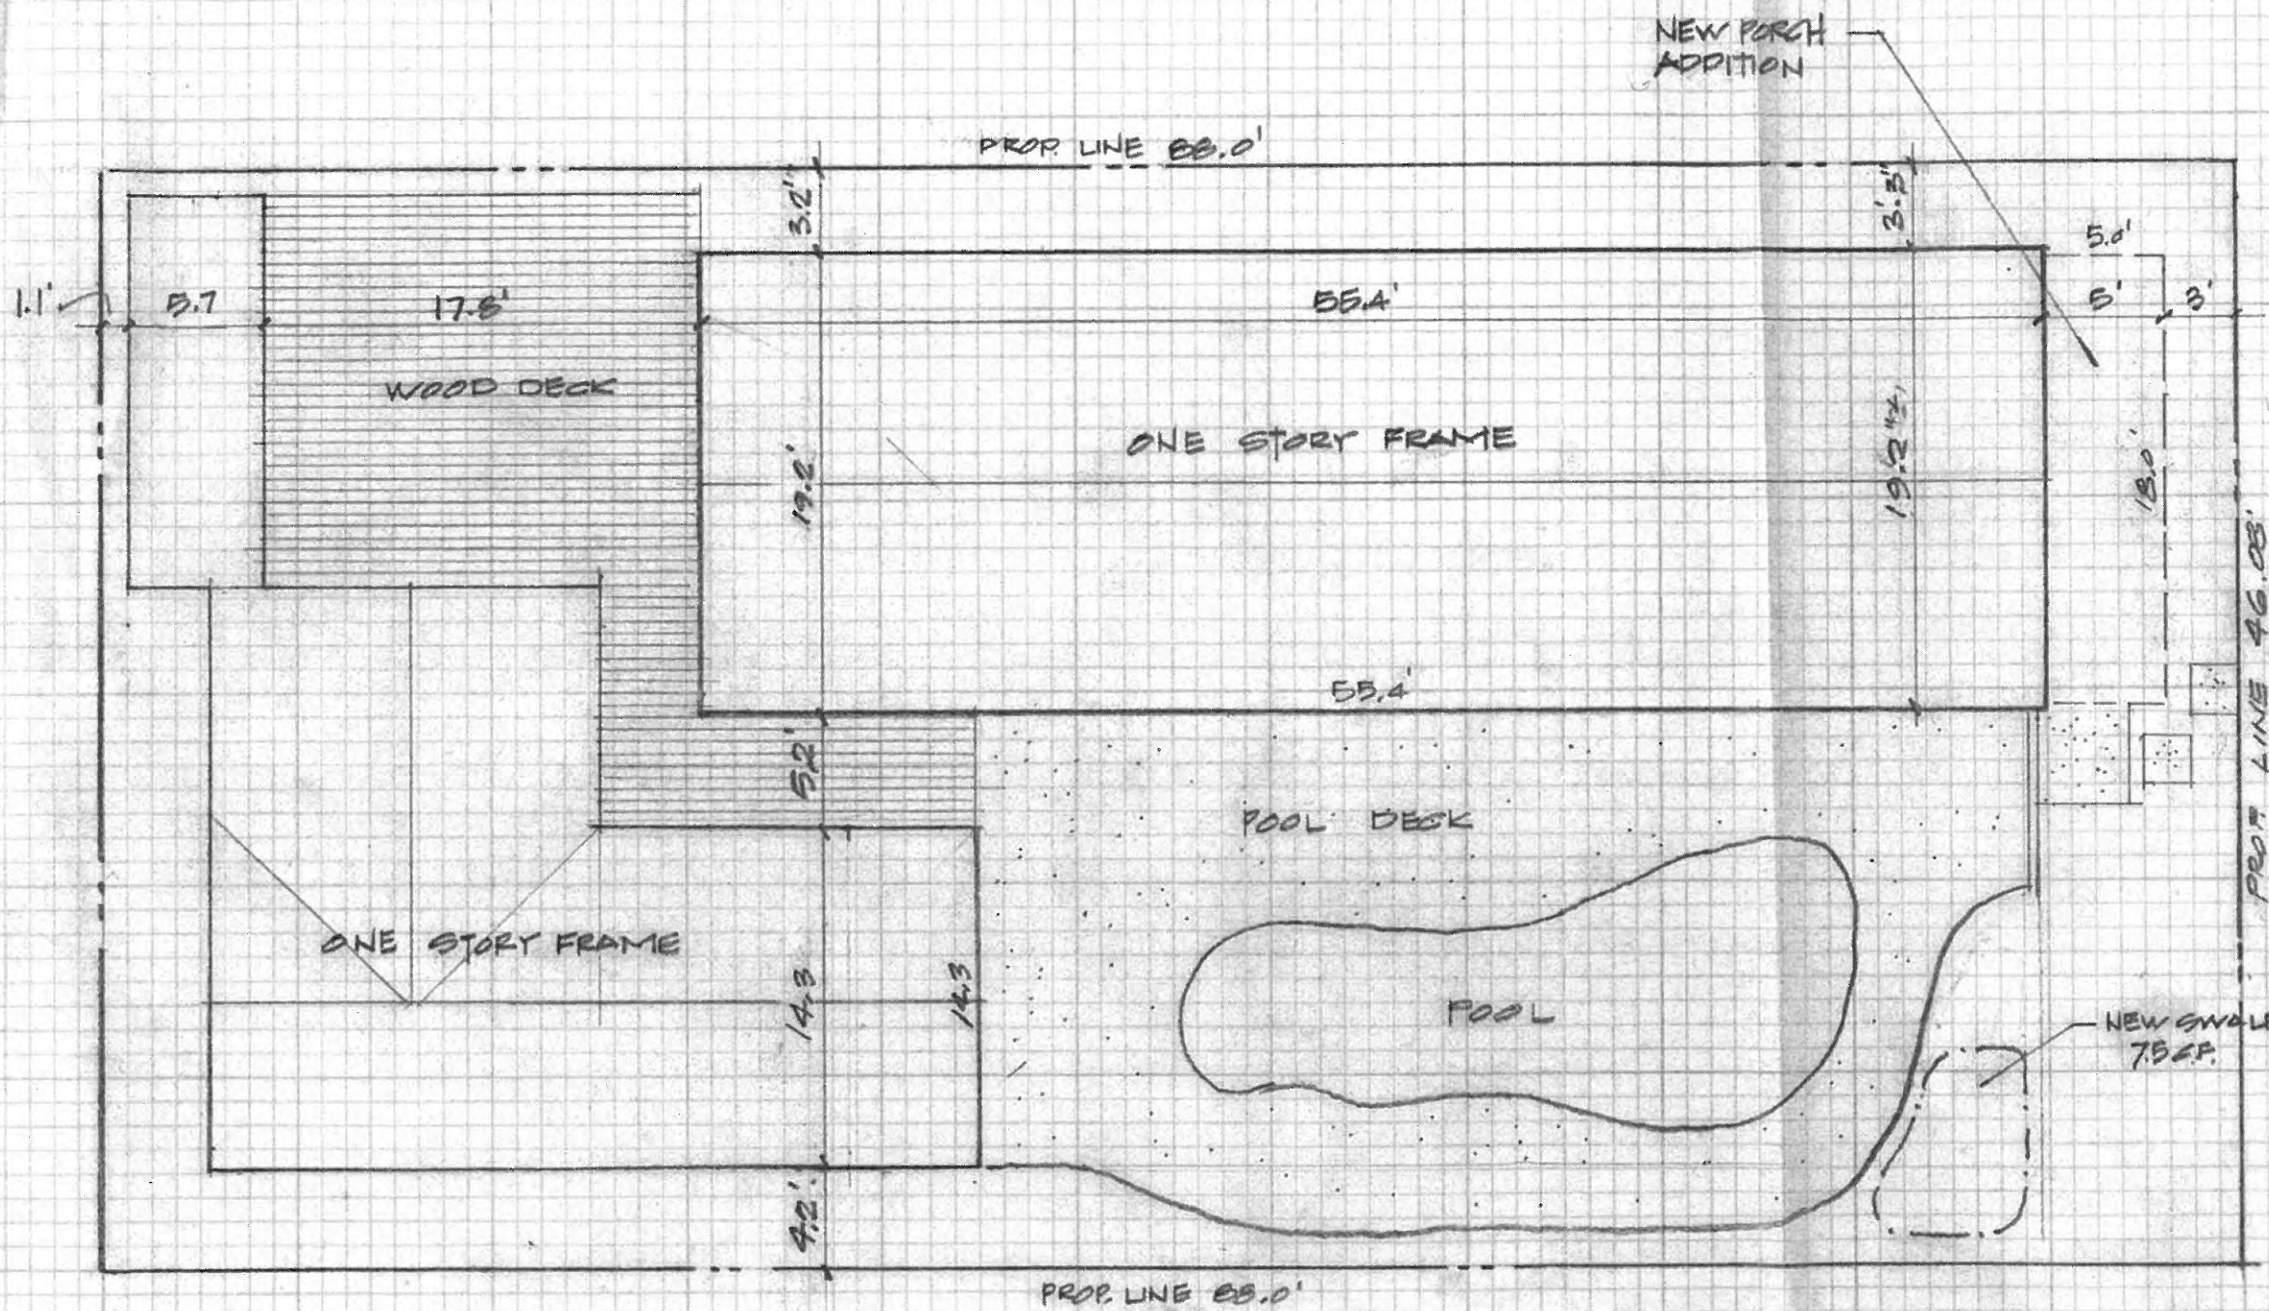 NEW PORCH
ADDITION
PROP. LINE 88.0'
3.2'
3.3'
5.0'
1.1'
5.7
17.8'
55.4'
5'
3'
WOOD DECK
ONE STORY FRAME
19.2'
19.2'±
18.0'
PROP LINE 46.08'
55.4'
5.2'
POOL DECK
ONE STORY FRAME
14.3
14.3
POOL
NEW SWALE
75 C.F.
4.2'
PROP. LINE 88.0'